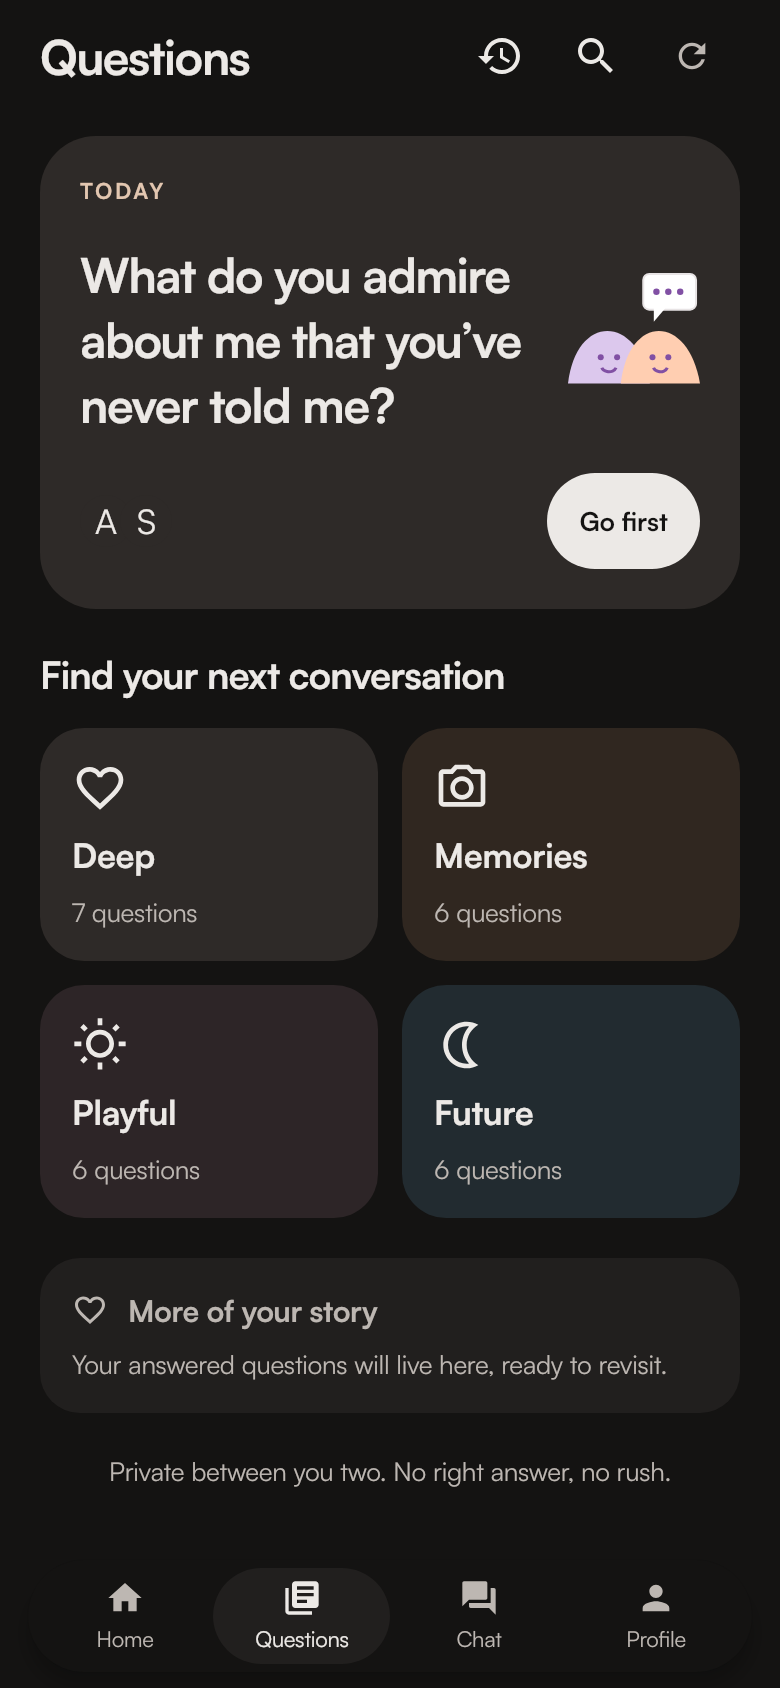 Questions
TODAY
What do you admire
about me that you’ve
never told me?
A S
Go first
Find your next conversation
Deep
7 questions
Memories
6 questions
Playful
6 questions
Future
6 questions
More of your story
Your answered questions will live here, ready to revisit.
Private between you two. No right answer, no rush.
Home
Questions
Chat
Profile